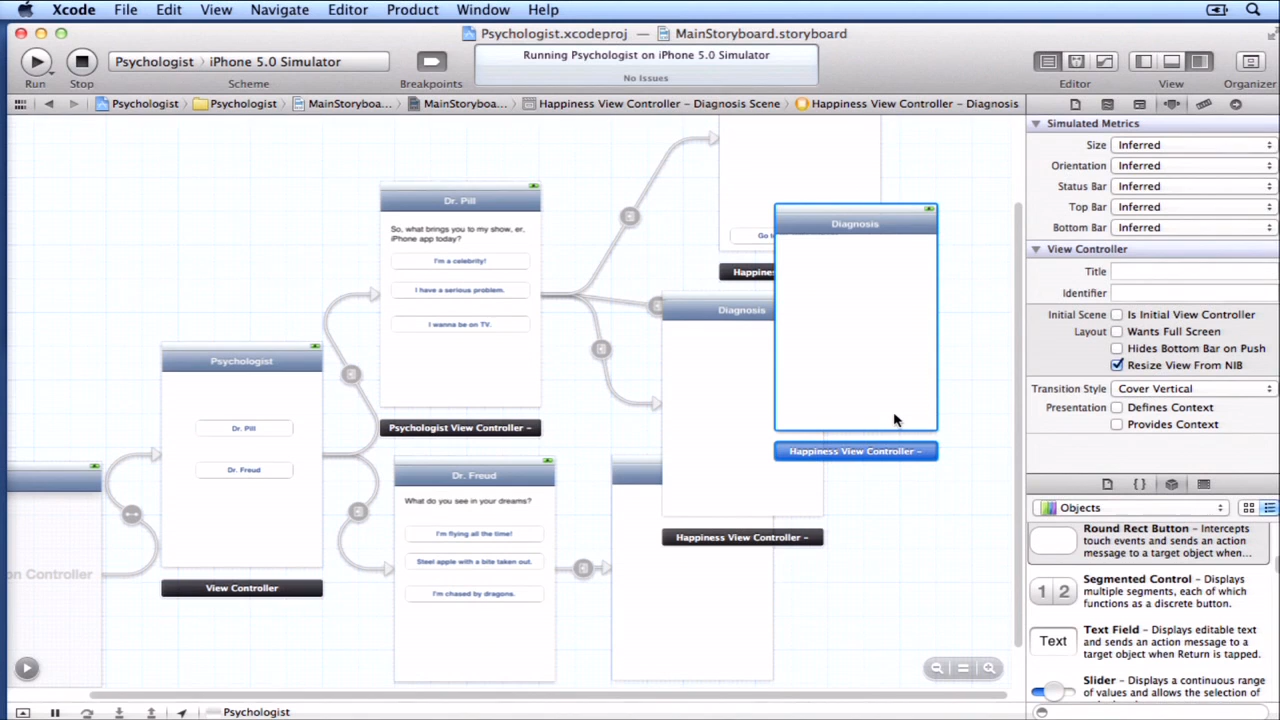 Xcode File Edit View Navigate Editor Product Window Help
Psychologist.xcodeproj — MainStoryboard.storyboard
Psychologist iPhone 5.0 Simulator
Running Psychologist on iPhone 5.0 Simulator
No Issues
Run Stop Scheme Breakpoints Editor View Organizer
Psychologist Psychologist MainStoryboa... MainStoryboa... Happiness View Controller – Diagnosis Scene Happiness View Controller – Diagnosis
Dr. Pill
So, what brings you to my show, er,
iPhone app today?
I'm a celebrity!
I have a serious problem.
I wanna be on TV.
Psychologist View Controller –
Psychologist
Dr. Pill
Dr. Freud
View Controller
on Controller
Dr. Freud
What do you see in your dreams?
I'm flying all the time!
Steel apple with a bite taken out.
I'm chased by dragons.
Go t
Happiness
Diagnosis
Happiness View Controller –
Diagnosis
Happiness View Controller –
Simulated Metrics
Size Inferred
Orientation Inferred
Status Bar Inferred
Top Bar Inferred
Bottom Bar Inferred
View Controller
Title
Identifier
Initial Scene Is Initial View Controller
Layout Wants Full Screen
Hides Bottom Bar on Push
Resize View From NIB
Transition Style Cover Vertical
Presentation Defines Context
Provides Context
Objects
Round Rect Button – Intercepts
touch events and sends an action
message to a target object when...
1 2
Segmented Control – Displays
multiple segments, each of which
functions as a discrete button.
Text
Text Field – Displays editable text
and sends an action message to a
target object when Return is tapped.
Slider – Displays a continuous range
of values and allows the selection of
Psychologist